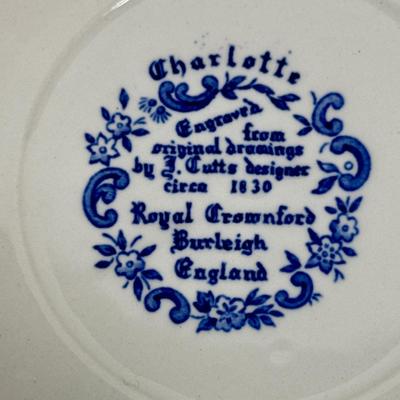 Charlotte
Engraved
from
original drawings
by J. Cutts designer
circa 1830
Royal Crownford
Burleigh
England